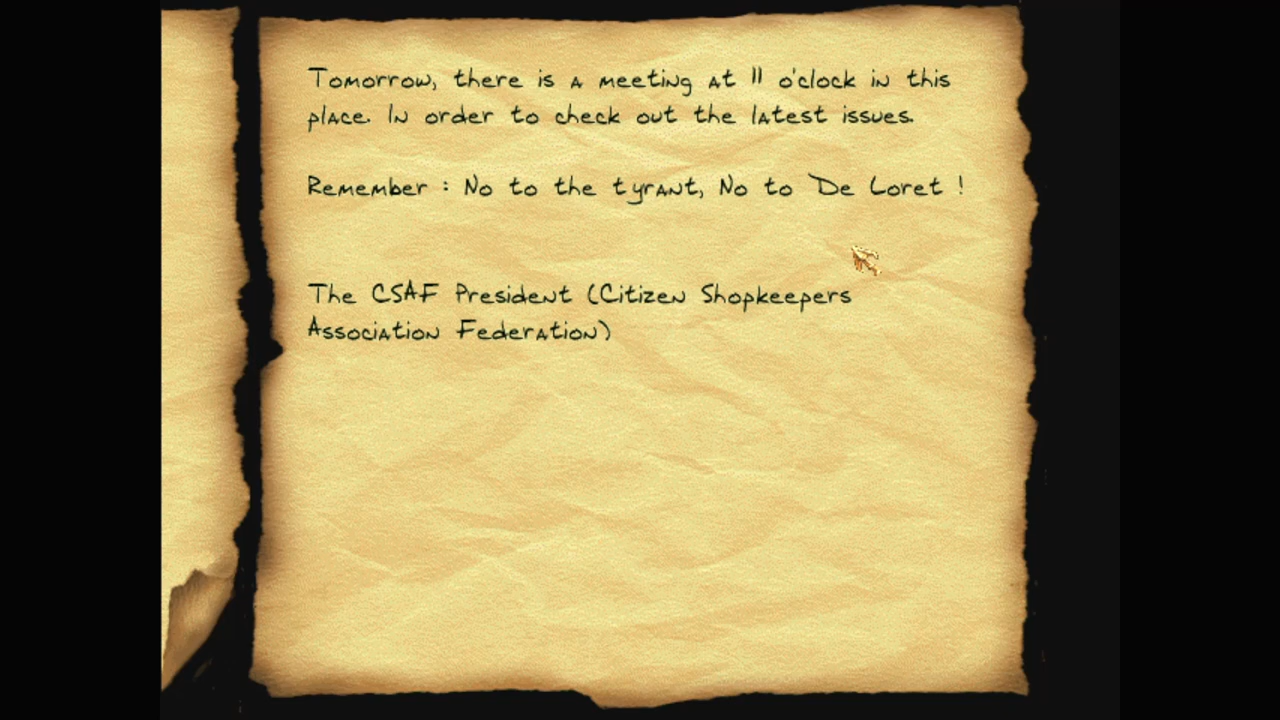 Tomorrow, there is a meeting at 11 o'clock in this
place. In order to check out the latest issues.
Remember : No to the tyrant, No to De Loret !
The CSAF President (Citizen Shopkeepers
Association Federation)